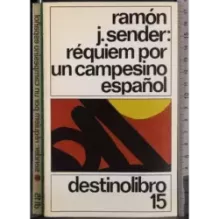 ramón
j. sender:
réquiem por
un campesino
español
destinolibro
15